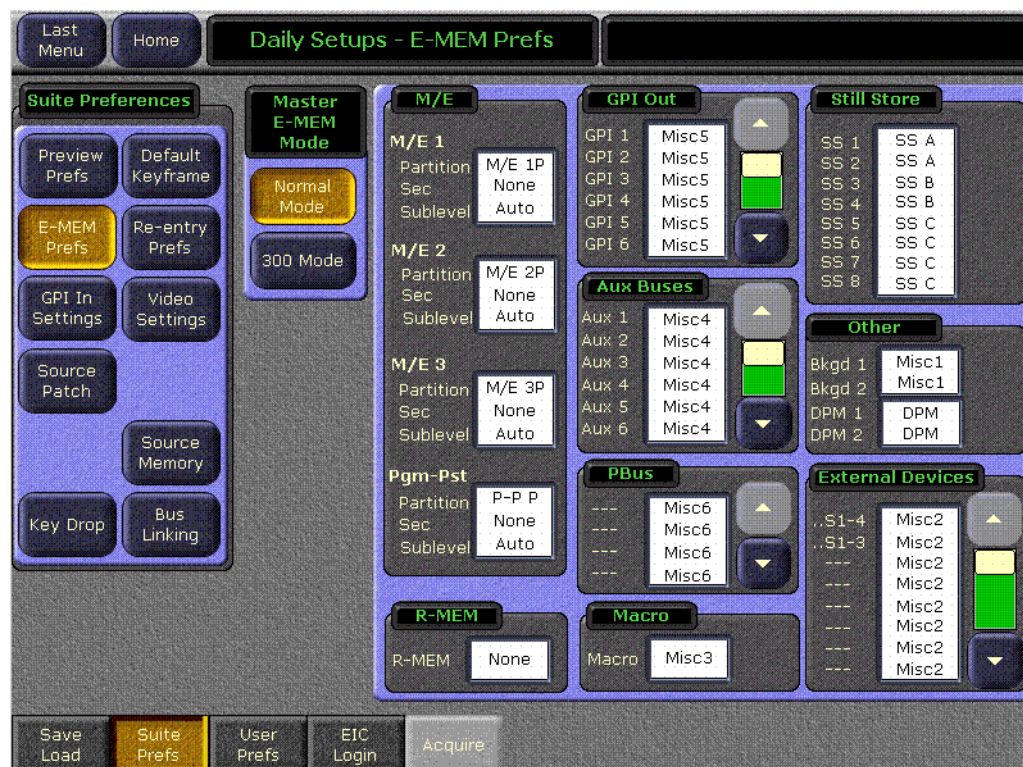 Last
Menu
Home
Daily Setups - E-MEM Prefs
Suite Preferences
Preview
Prefs
Default
Keyframe
E-MEM
Prefs
Re-entry
Prefs
GPI In
Settings
Video
Settings
Source
Patch
Source
Memory
Key Drop
Bus
Linking
Master
E-MEM
Mode
Normal
Mode
300 Mode
M/E
M/E 1
Partition M/E 1P
Sec None
Sublevel Auto
M/E 2
Partition M/E 2P
Sec None
Sublevel Auto
M/E 3
Partition M/E 3P
Sec None
Sublevel Auto
Pgm-Pst
Partition P-P P
Sec None
Sublevel Auto
R-MEM
R-MEM None
GPI Out
GPI 1 Misc5
GPI 2 Misc5
GPI 3 Misc5
GPI 4 Misc5
GPI 5 Misc5
GPI 6 Misc5
Aux Buses
Aux 1 Misc4
Aux 2 Misc4
Aux 3 Misc4
Aux 4 Misc4
Aux 5 Misc4
Aux 6 Misc4
PBus
--- Misc6
--- Misc6
--- Misc6
--- Misc6
Macro
Macro Misc3
Still Store
SS 1 SS A
SS 2 SS A
SS 3 SS B
SS 4 SS B
SS 5 SS C
SS 6 SS C
SS 7 SS C
SS 8 SS C
Other
Bkgd 1 Misc1
Bkgd 2 Misc1
DPM 1 DPM
DPM 2 DPM
External Devices
..S1-4 Misc2
..S1-3 Misc2
--- Misc2
--- Misc2
--- Misc2
--- Misc2
--- Misc2
--- Misc2
Save
Load
Suite
Prefs
User
Prefs
EIC
Login
Acquire